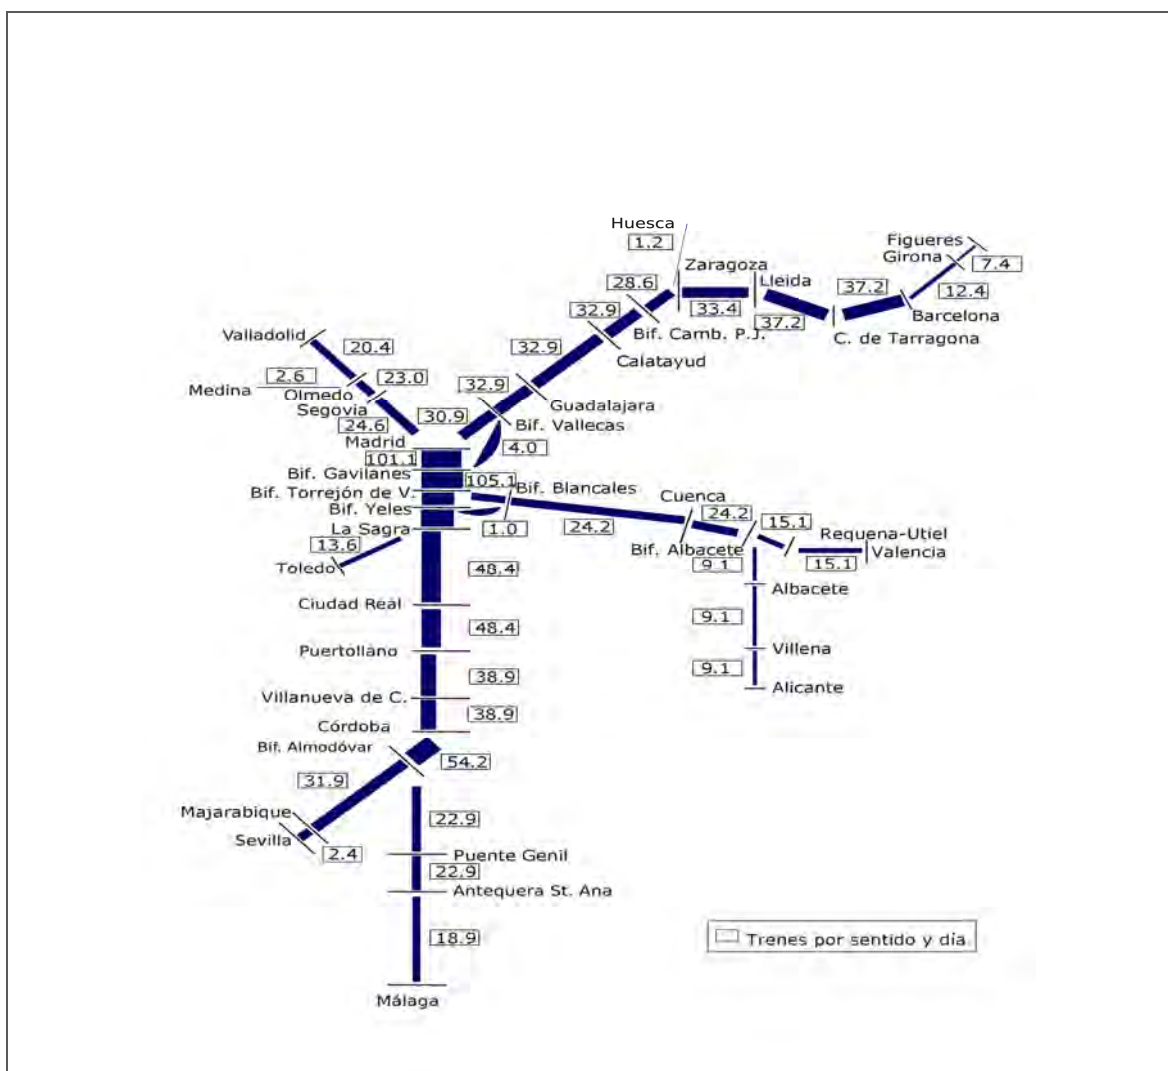 Huesca
1.2
Figueres
Girona
7.4
Zaragoza
28.6
Lleida
37.2
12.4
32.9
33.4
Barcelona
Bif. Camb. P.J.
37.2
C. de Tarragona
Valladolid
20.4
32.9
Calatayud
2.6
23.0
32.9
Medina
Olmedo
Guadalajara
Segovia
30.9
Bif. Vallecas
24.6
Madrid
4.0
101.1
Bif. Gavilanes
105.1
Bif. Blancales
Bif. Torrejón de V.
Cuenca
Bif. Yeles
24.2
15.1
La Sagra
1.0
24.2
Requena-Utiel
13.6
Bif. Albacete
Valencia
Toledo
48.4
9.1
15.1
Albacete
Ciudad Real
9.1
48.4
Puertollano
Villena
38.9
9.1
Villanueva de C.
Alicante
38.9
Córdoba
Bif. Almodóvar
54.2
31.9
Majarabique
22.9
Sevilla
2.4
Puente Genil
22.9
Antequera St. Ana
18.9
Trenes por sentido y día
Málaga